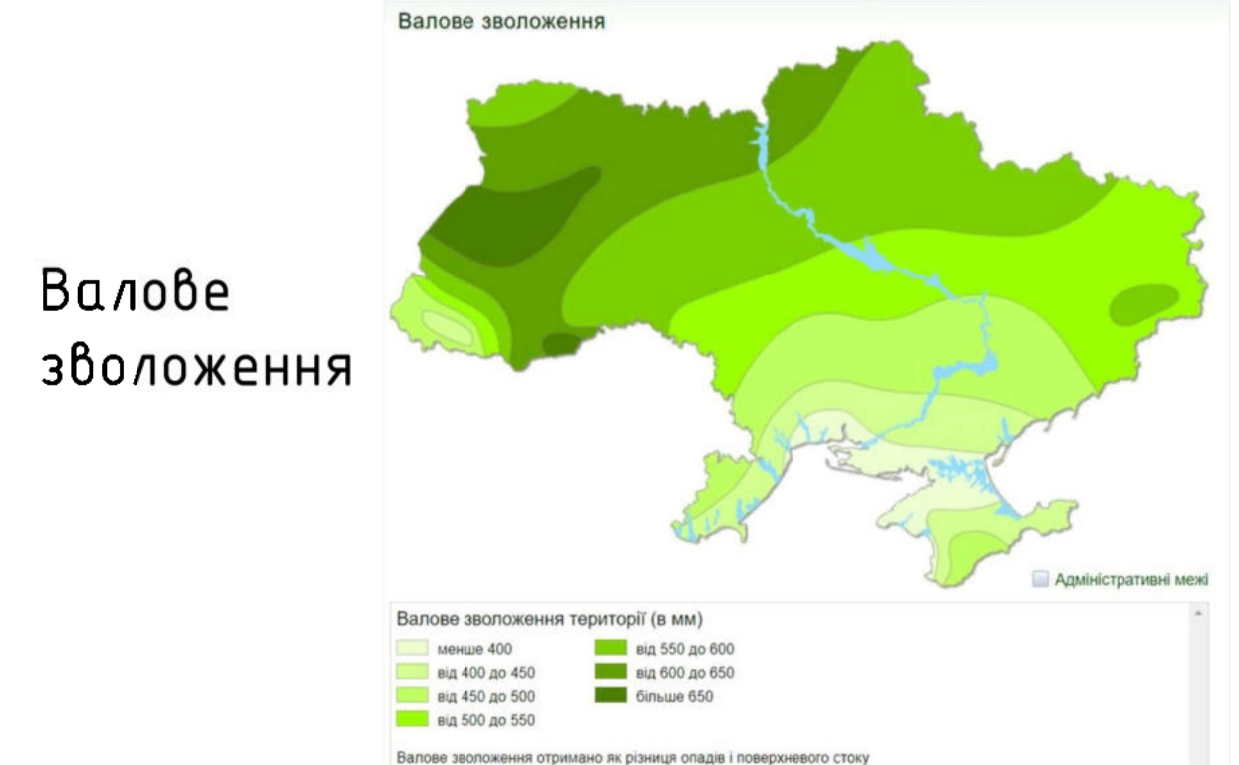 Валове зволоження
Валове
зволоження
Адміністративні межі
Валове зволоження території (в мм)
менше 400
від 400 до 450
від 450 до 500
від 500 до 550
від 550 до 600
від 600 до 650
більше 650
Валове зволоження отримано як різниця опадів і поверхневого стоку